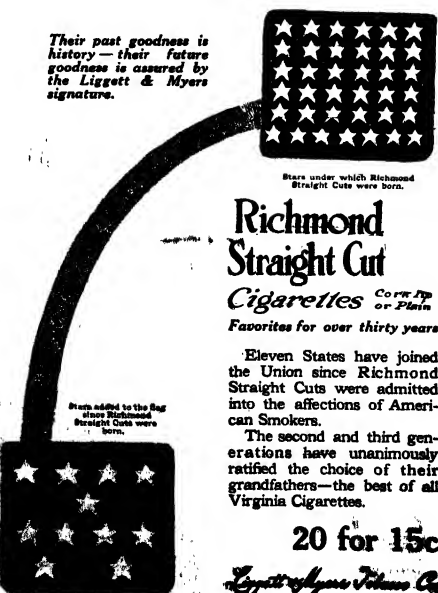 Their past goodness is
history — their future
goodness is assured by
the Liggett & Myers
signature.
Stars under which Richmond
Straight Cuts were born.
Richmond
Straight Cut
Cigarettes
Cork Tip
or Plain
Favorites for over thirty years
Eleven States have joined
the Union since Richmond
Straight Cuts were admitted
into the affections of Ameri-
can Smokers.
The second and third gen-
erations have unanimously
ratified the choice of their
grandfathers—the best of all
Virginia Cigarettes.
Stars added to the flag
since Richmond
Straight Cuts were
born.
20 for 15c
Liggett & Myers Tobacco Co